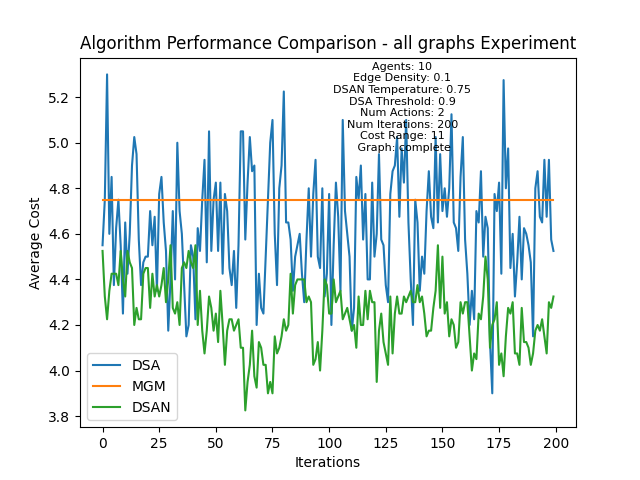 Algorithm Performance Comparison - all graphs Experiment
Agents: 10
Edge Density: 0.1
DSAN Temperature: 0.75
DSA Threshold: 0.9
Num Actions: 2
Num Iterations: 200
Cost Range: 11
Graph: complete
5.2
5.0
4.8
4.6
4.4
4.2
4.0
3.8
Average Cost
DSA
MGM
DSAN
0 25 50 75 100 125 150 175 200
Iterations